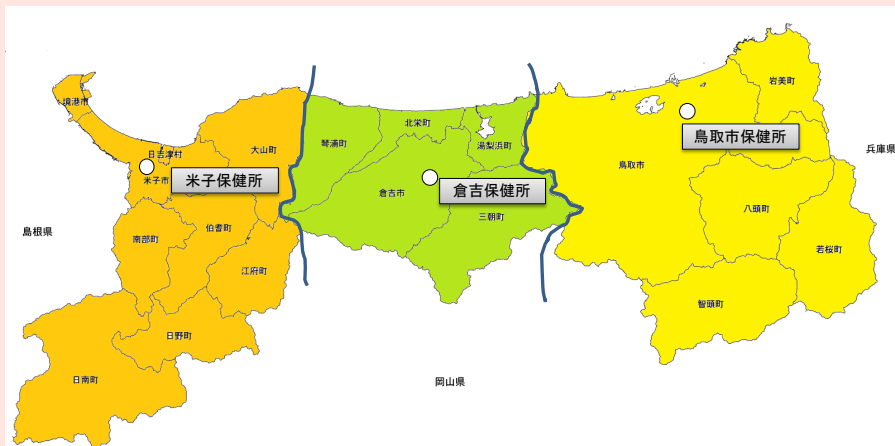 境港市
日吉津村
米子市
米子保健所
大山町
南部町
伯耆町
江府町
日野町
日南町
島根県
琴浦町
北栄町
湯梨浜町
倉吉市
倉吉保健所
三朝町
岡山県
岩美町
鳥取市保健所
鳥取市
八頭町
若桜町
智頭町
兵庫県